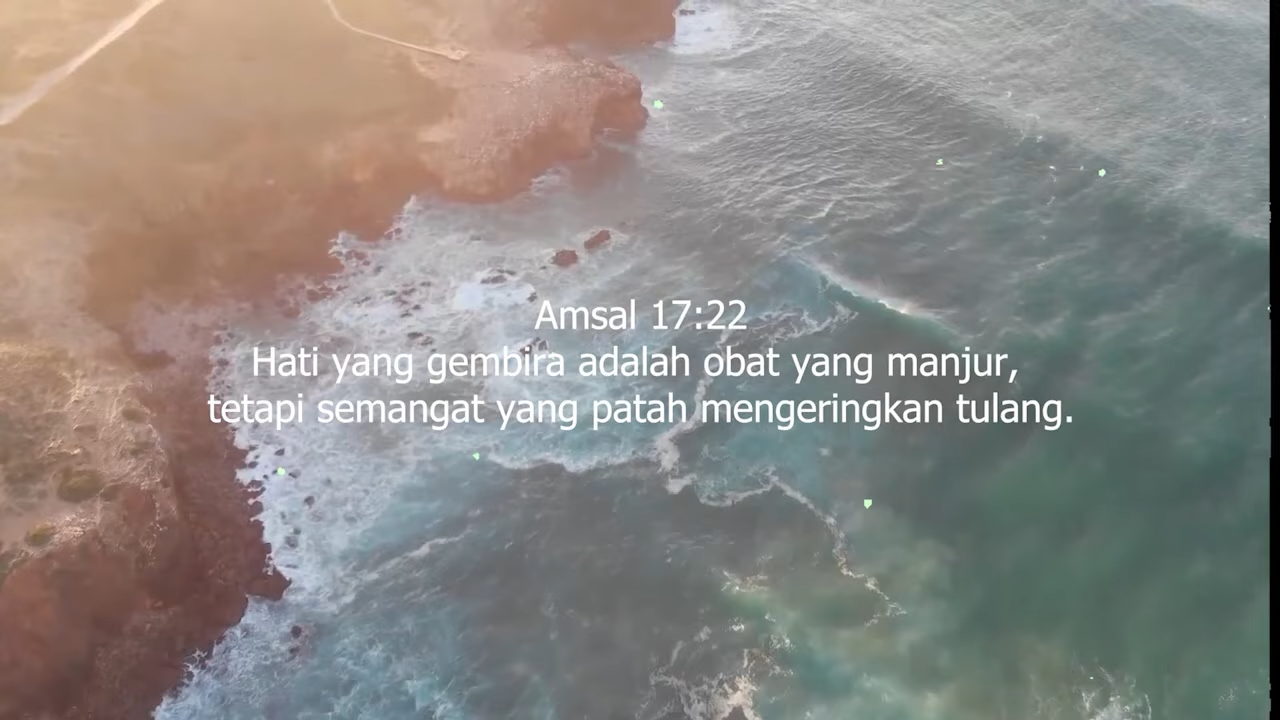 Amsal 17:22
Hati yang gembira adalah obat yang manjur,
tetapi semangat yang patah mengeringkan tulang.